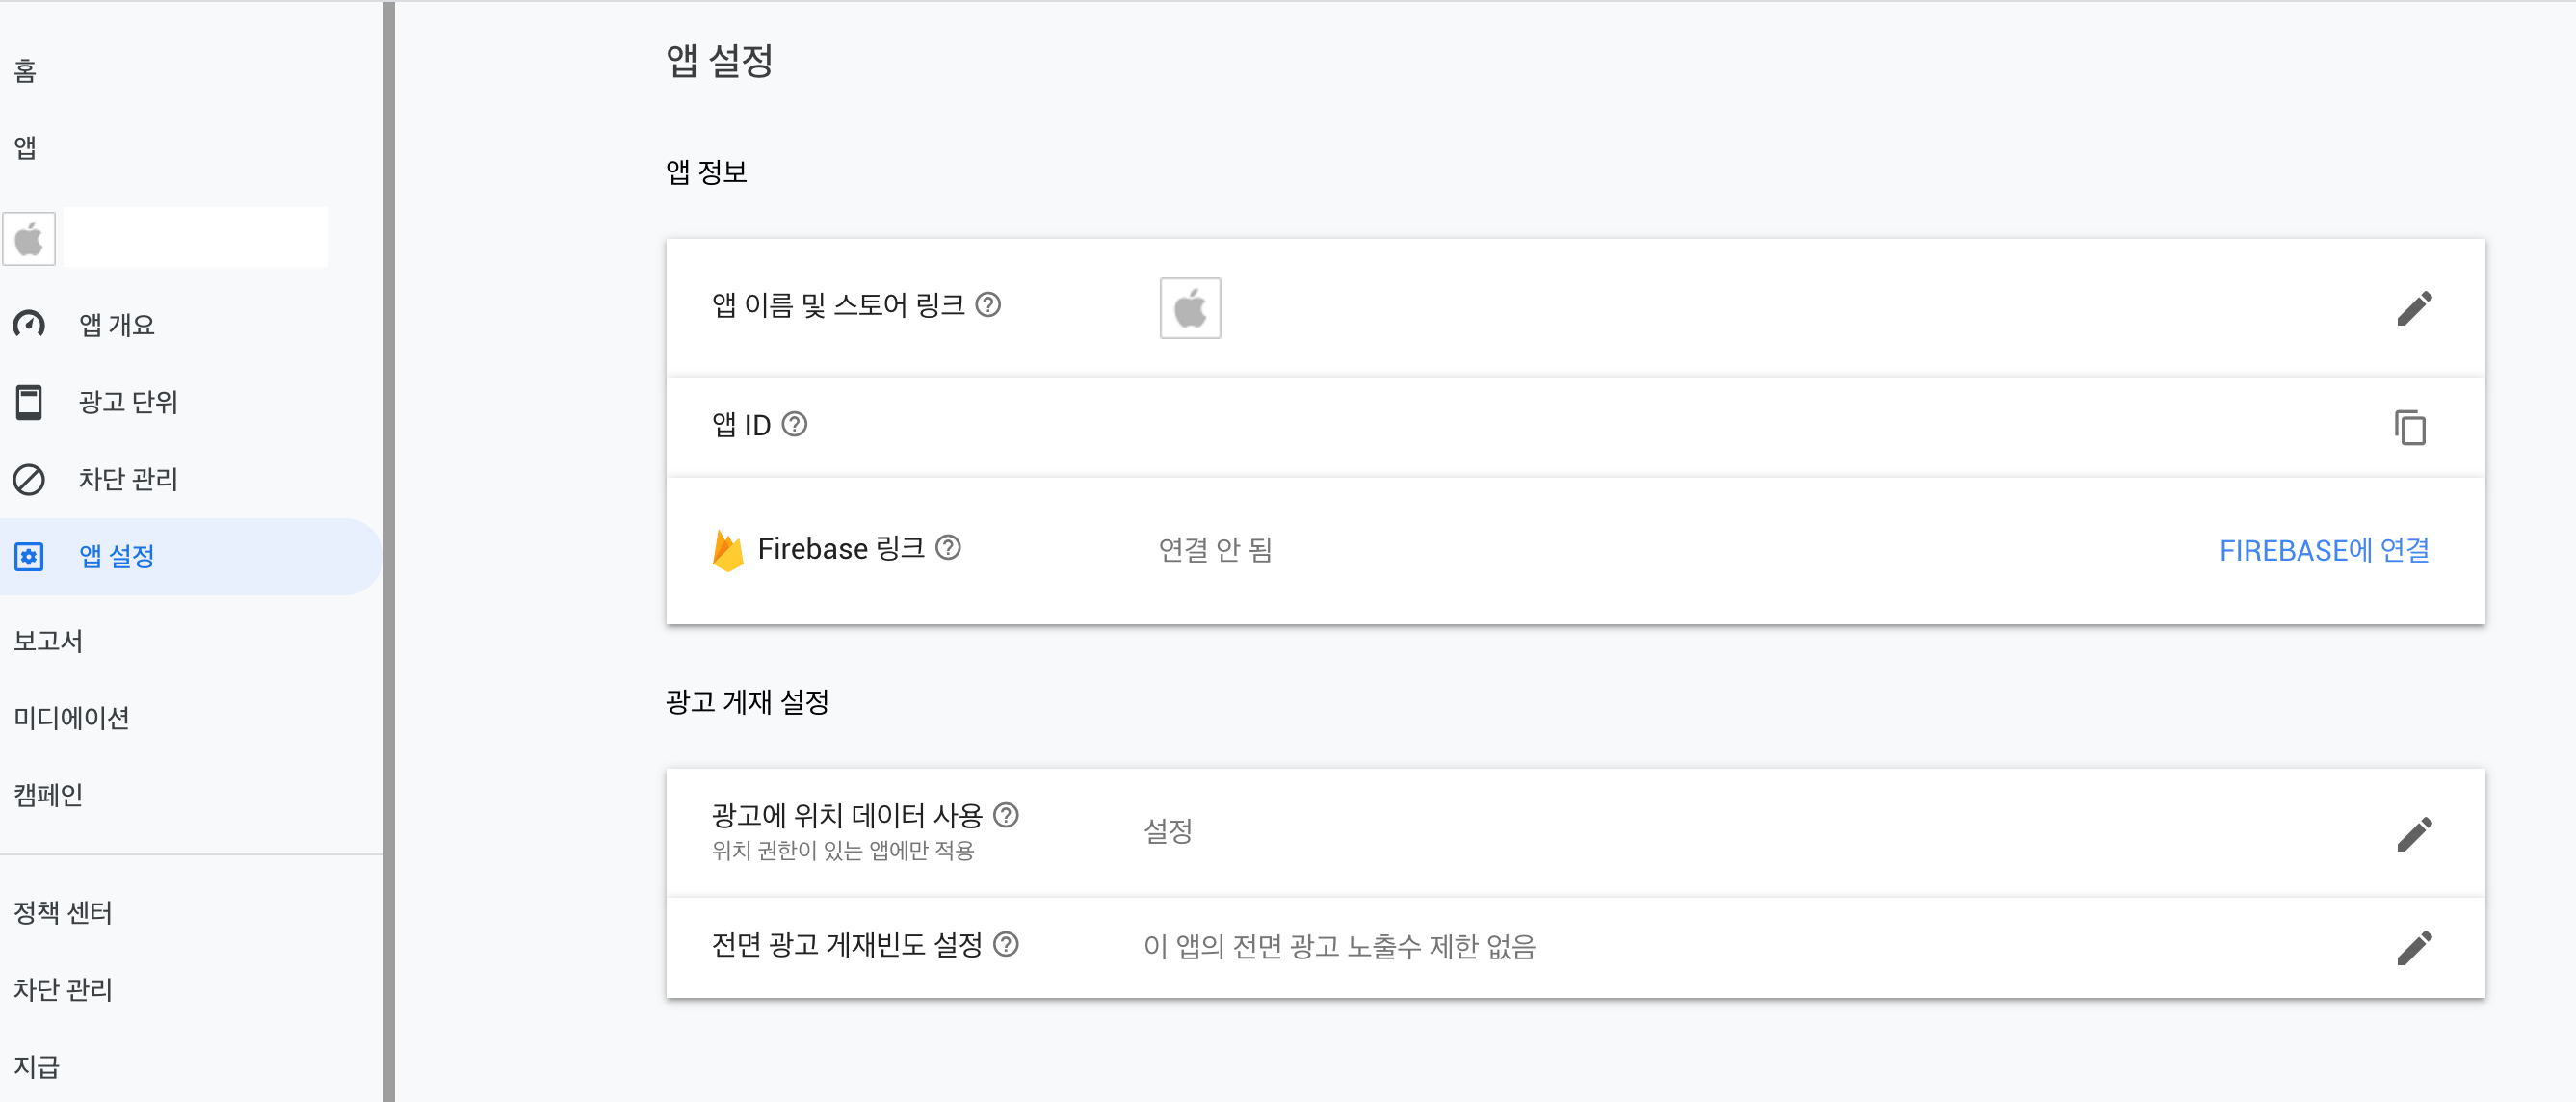 홈
앱
앱 개요
광고 단위
차단 관리
앱 설정
보고서
미디에이션
캠페인
정책 센터
차단 관리
지급
앱 설정
앱 정보
앱 이름 및 스토어 링크
앱 ID
Firebase 링크 연결 안 됨 FIREBASE에 연결
광고 게재 설정
광고에 위치 데이터 사용 설정
위치 권한이 있는 앱에만 적용
전면 광고 게재빈도 설정 이 앱의 전면 광고 노출수 제한 없음